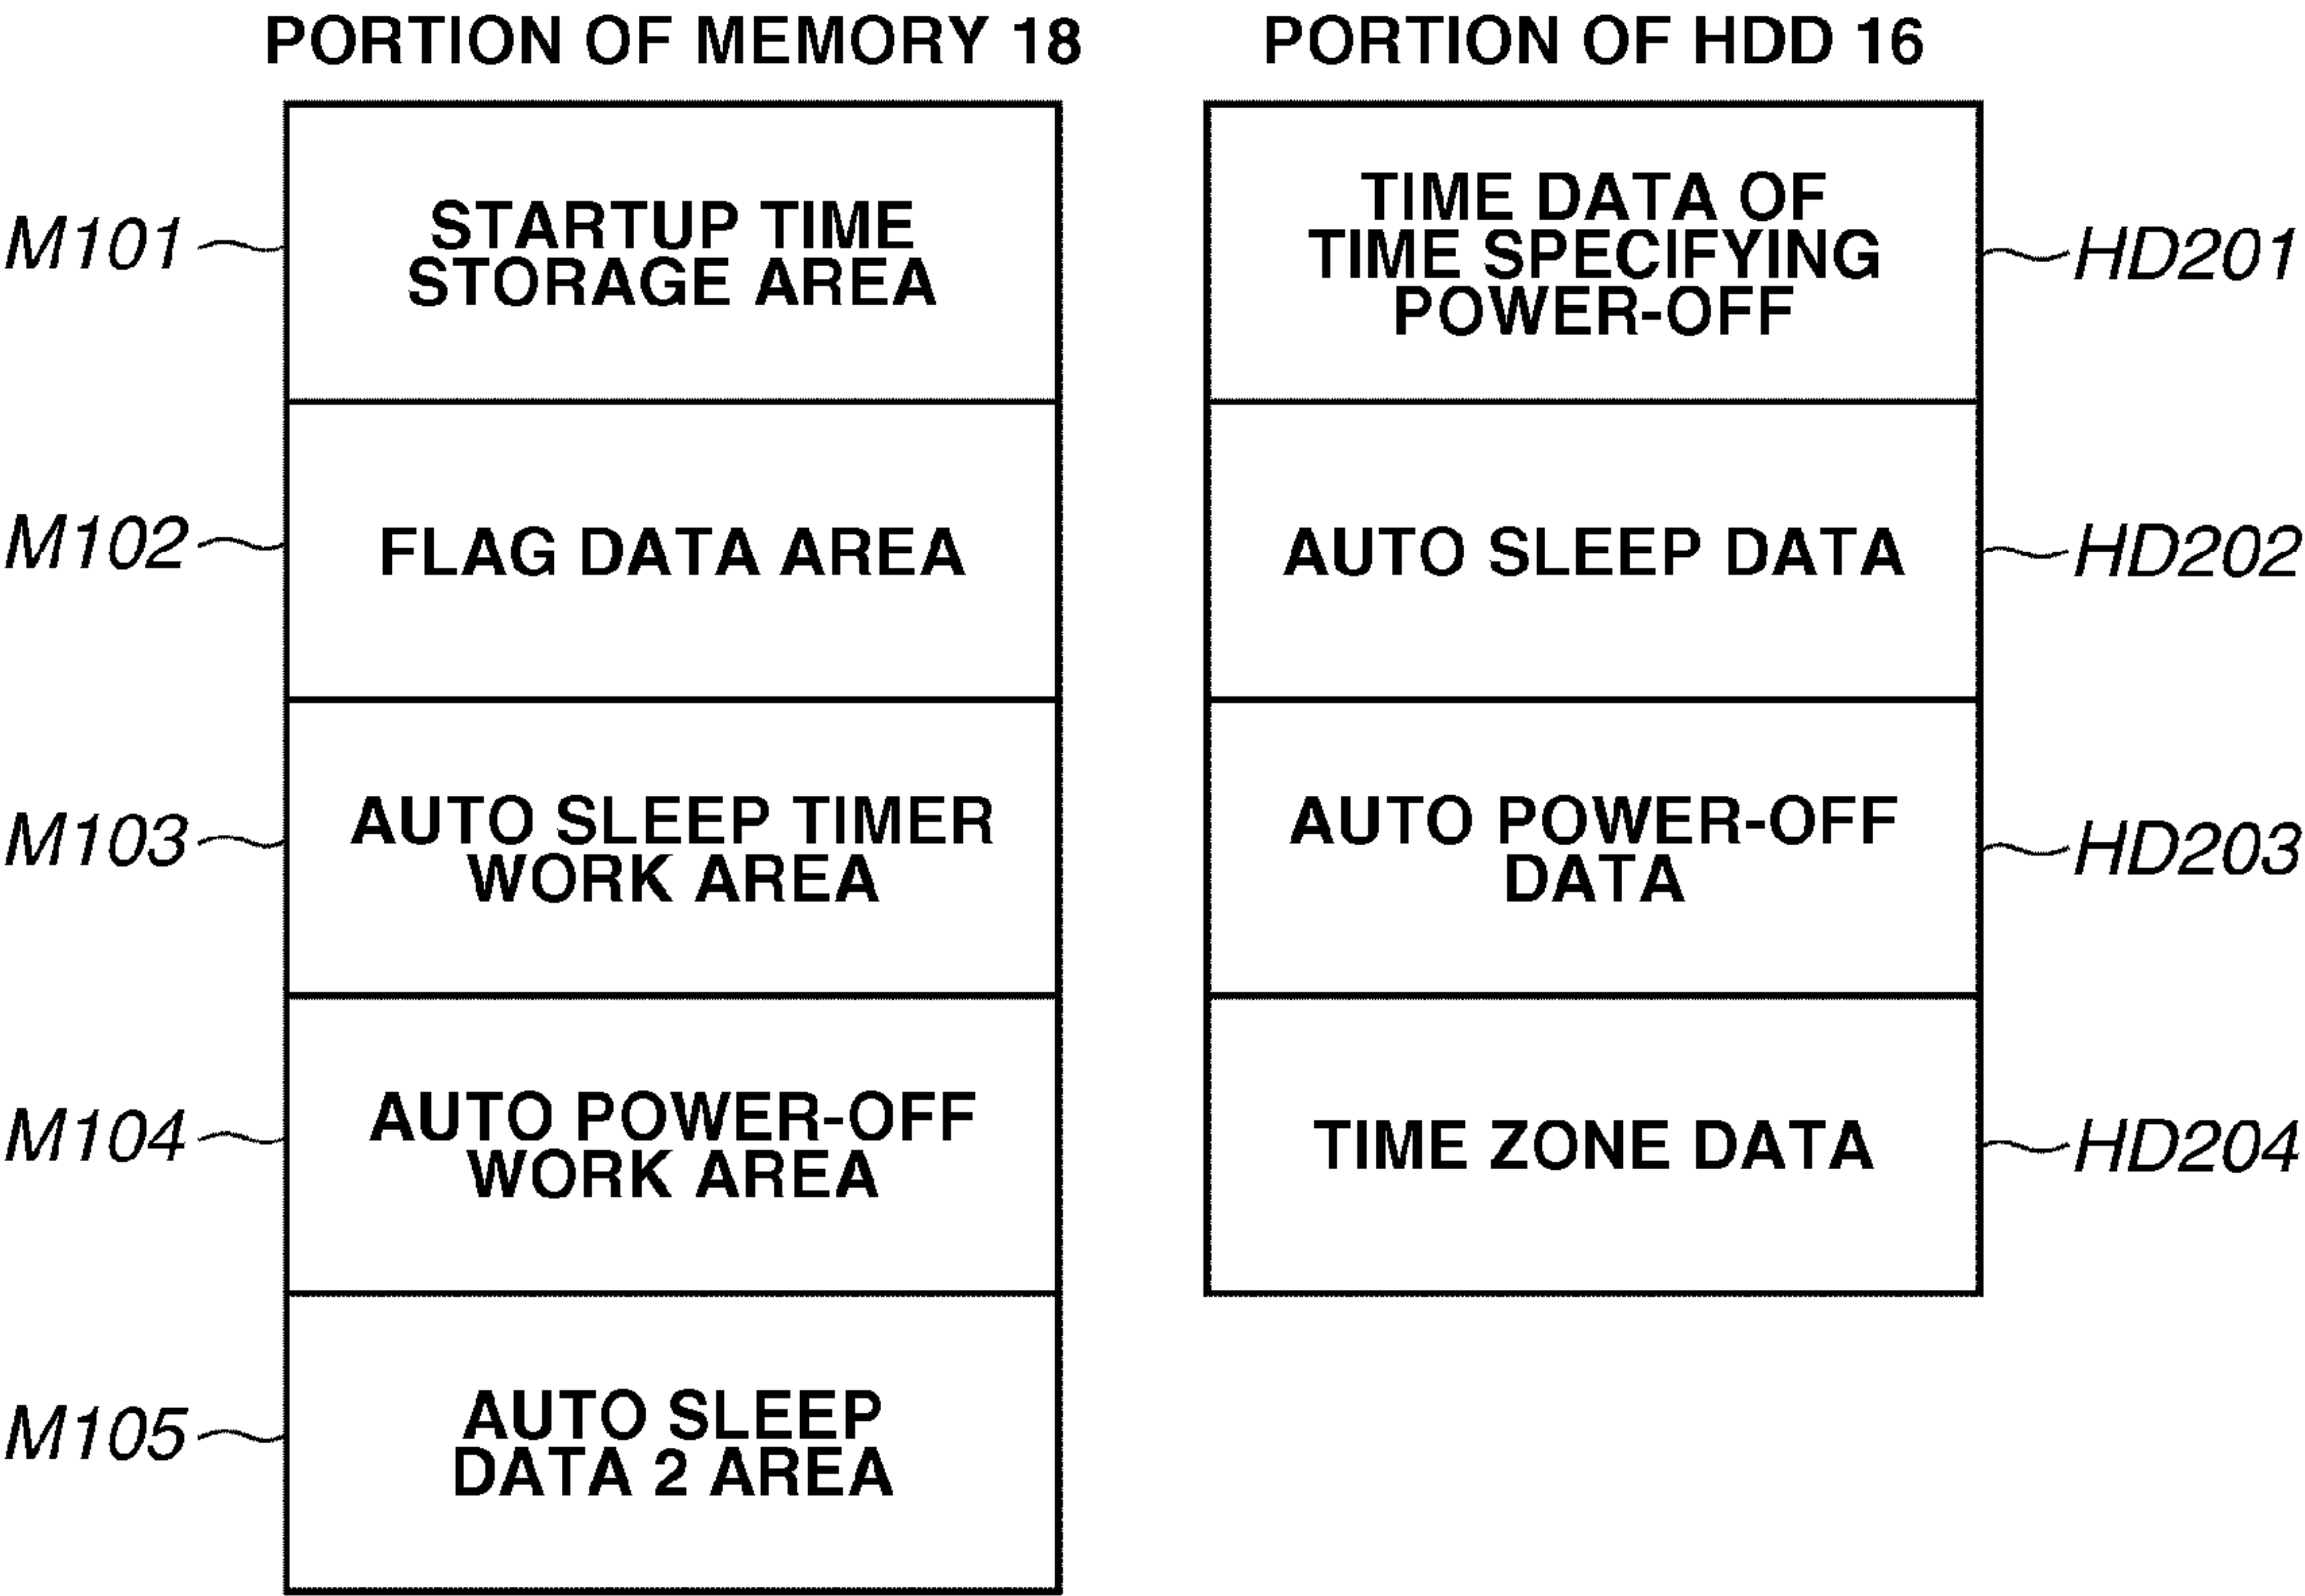 PORTION OF MEMORY 18
M101
STARTUP TIME
STORAGE AREA
M102
FLAG DATA AREA
M103
AUTO SLEEP TIMER
WORK AREA
M104
AUTO POWER-OFF
WORK AREA
M105
AUTO SLEEP
DATA 2 AREA
PORTION OF HDD 16
TIME DATA OF
TIME SPECIFYING
POWER-OFF
HD201
AUTO SLEEP DATA
HD202
AUTO POWER-OFF
DATA
HD203
TIME ZONE DATA
HD204